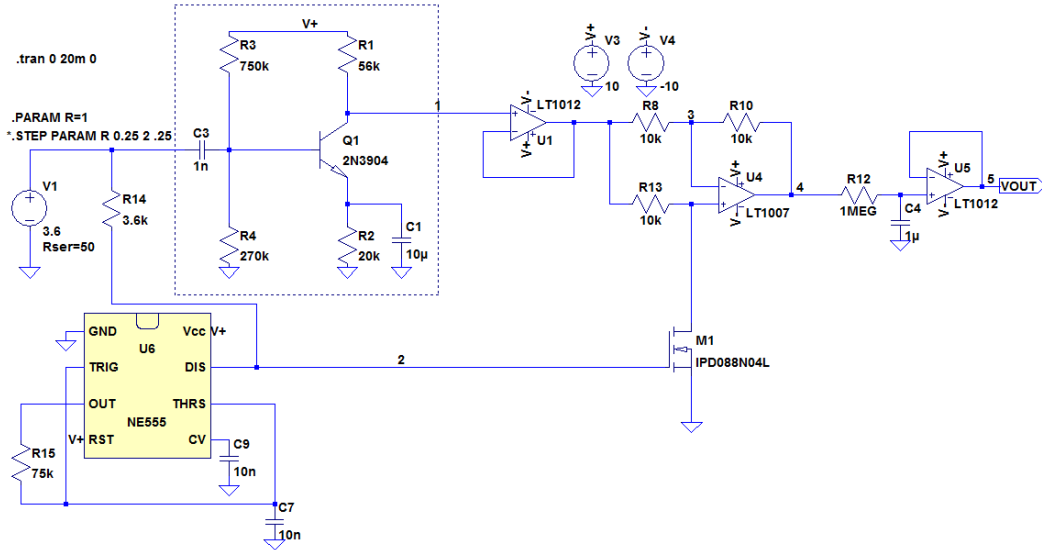 .tran 0 20m 0
.PARAM R=1
*.STEP PARAM R 0.25 2 .25
V+
R3
750k
R1
56k
C3
1n
Q1
2N3904
R4
270k
R2
20k
C1
10µ
V1
3.6
Rser=50
R14
3.6k
1
V-
LT1012
U1
V+
V+
V3
10
V-
V4
-10
R8
10k
3
R10
10k
R13
10k
V+
U4
LT1007
V-
4
R12
1MEG
C4
1µ
V+
U5
LT1012
V-
5
VOUT
M1
IPD088N04L
2
GND
Vcc
V+
U6
TRIG
DIS
OUT
THRS
NE555
V+
RST
CV
R15
75k
C9
10n
C7
10n